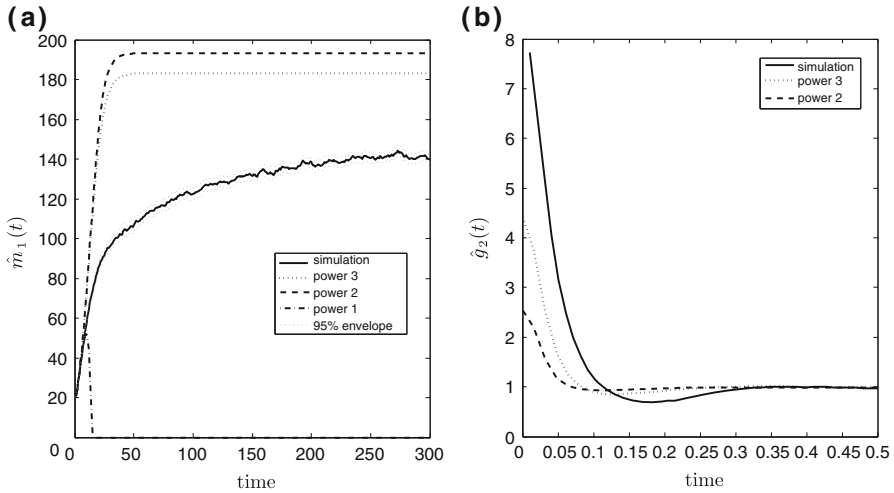 (a)
200
180
160
140
120
100
80
60
40
20
0
0
50
100
150
200
250
300
m̂₁(t)
time
simulation
power 3
power 2
power 1
95% envelope
(b)
8
7
6
5
4
3
2
1
0
0
0.05
0.1
0.15
0.2
0.25
0.3
0.35
0.4
0.45
0.5
ĝ₂(t)
time
simulation
power 3
power 2